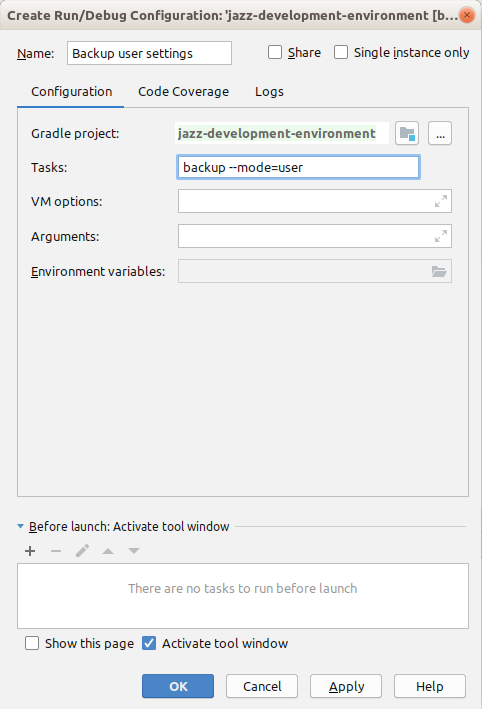 Create Run/Debug Configuration: 'jazz-development-environment [b...
Name: Backup user settings Share Single instance only
Configuration Code Coverage Logs
Gradle project: jazz-development-environment ...
Tasks: backup --mode=user
VM options:
Arguments:
Environment variables:
Before launch: Activate tool window
There are no tasks to run before launch
Show this page Activate tool window
OK Cancel Apply Help